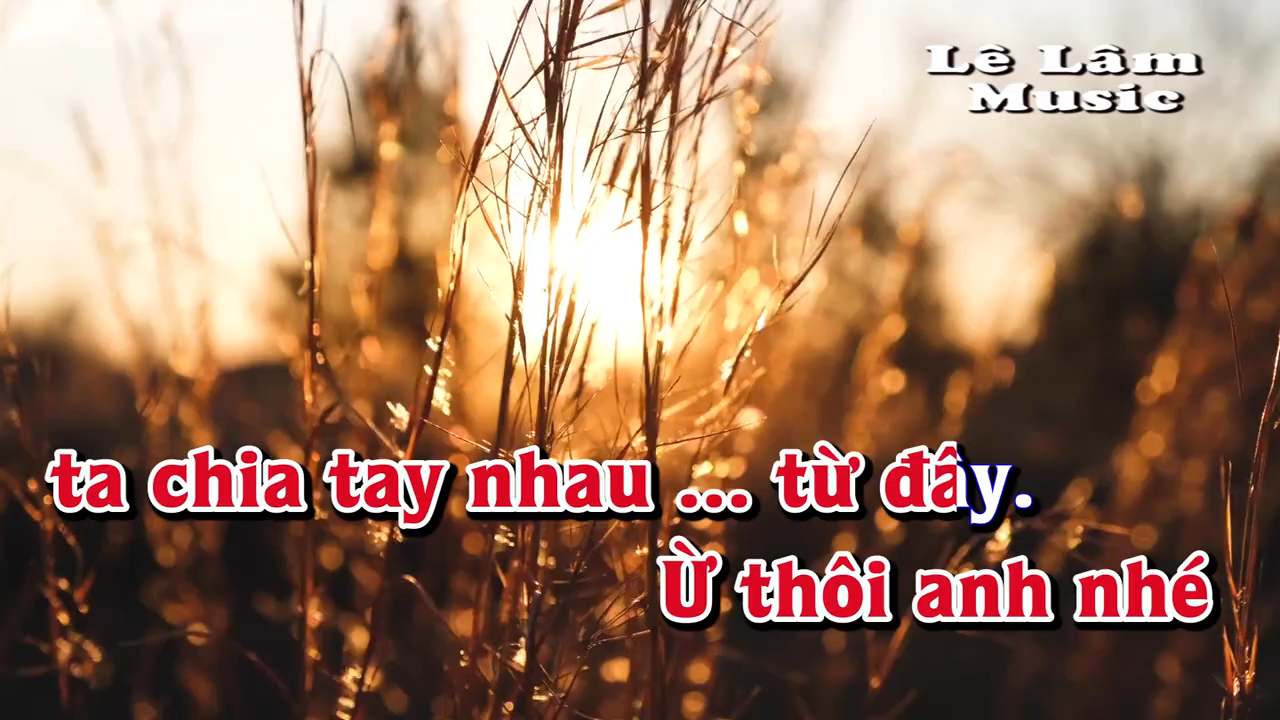 Lê Lâm
Music
ta chia tay nhau ... từ đây.
Ừ thôi anh nhé